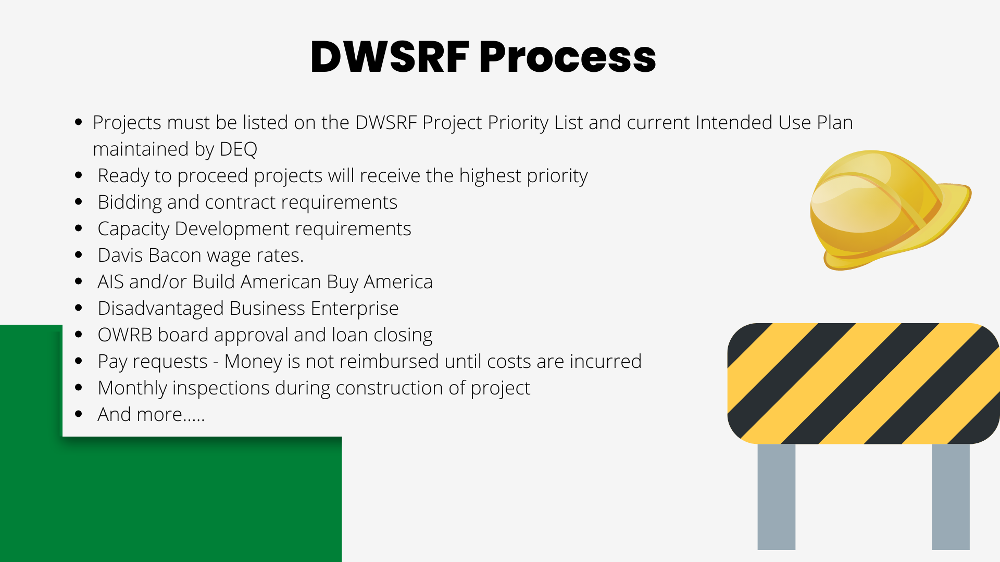 DWSRF Process
• Projects must be listed on the DWSRF Project Priority List and current Intended Use Plan
maintained by DEQ
• Ready to proceed projects will receive the highest priority
• Bidding and contract requirements
• Capacity Development requirements
• Davis Bacon wage rates.
• AIS and/or Build American Buy America
• Disadvantaged Business Enterprise
• OWRB board approval and loan closing
• Pay requests - Money is not reimbursed until costs are incurred
• Monthly inspections during construction of project
• And more.....